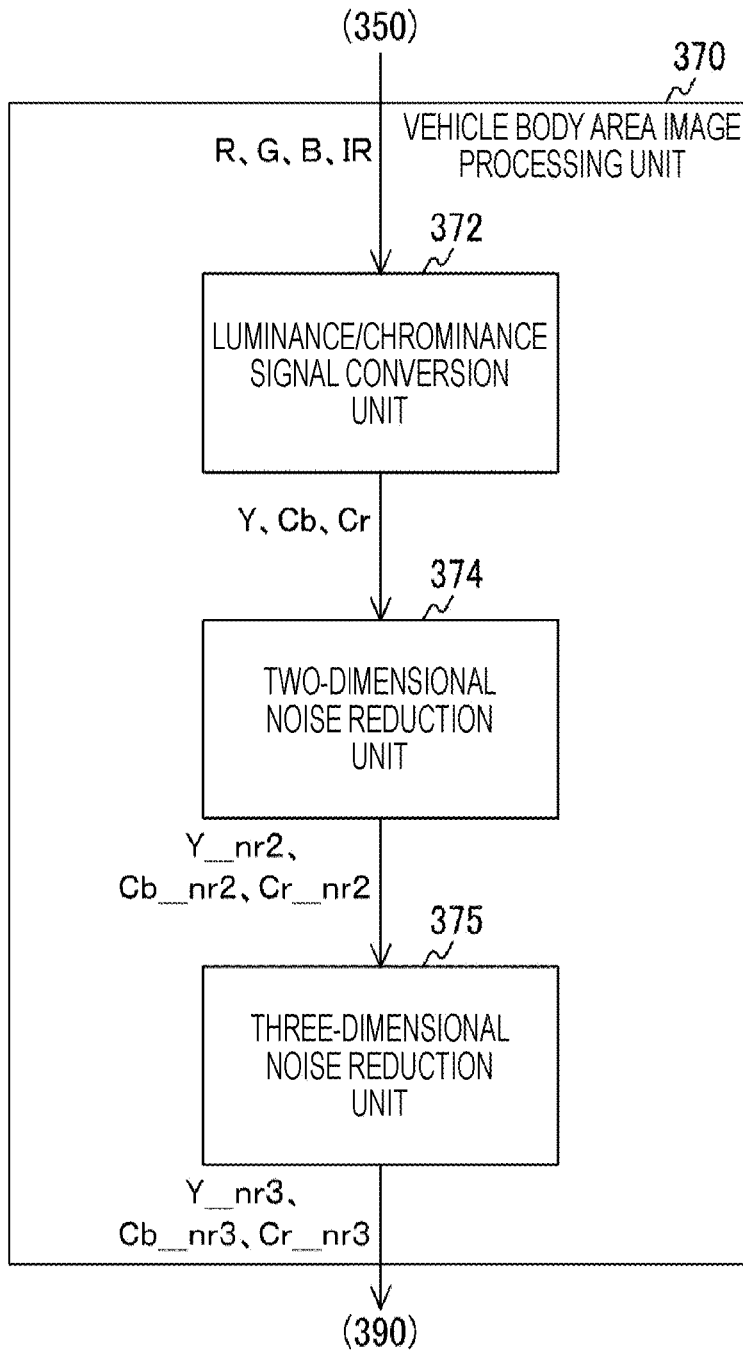 (350)
370
VEHICLE BODY AREA IMAGE
PROCESSING UNIT
R、G、B、IR
372
LUMINANCE/CHROMINANCE
SIGNAL CONVERSION
UNIT
Y、Cb、Cr
374
TWO-DIMENSIONAL
NOISE REDUCTION
UNIT
Y__nr2、
Cb__nr2、Cr__nr2
375
THREE-DIMENSIONAL
NOISE REDUCTION
UNIT
Y__nr3、
Cb__nr3、Cr__nr3
(390)